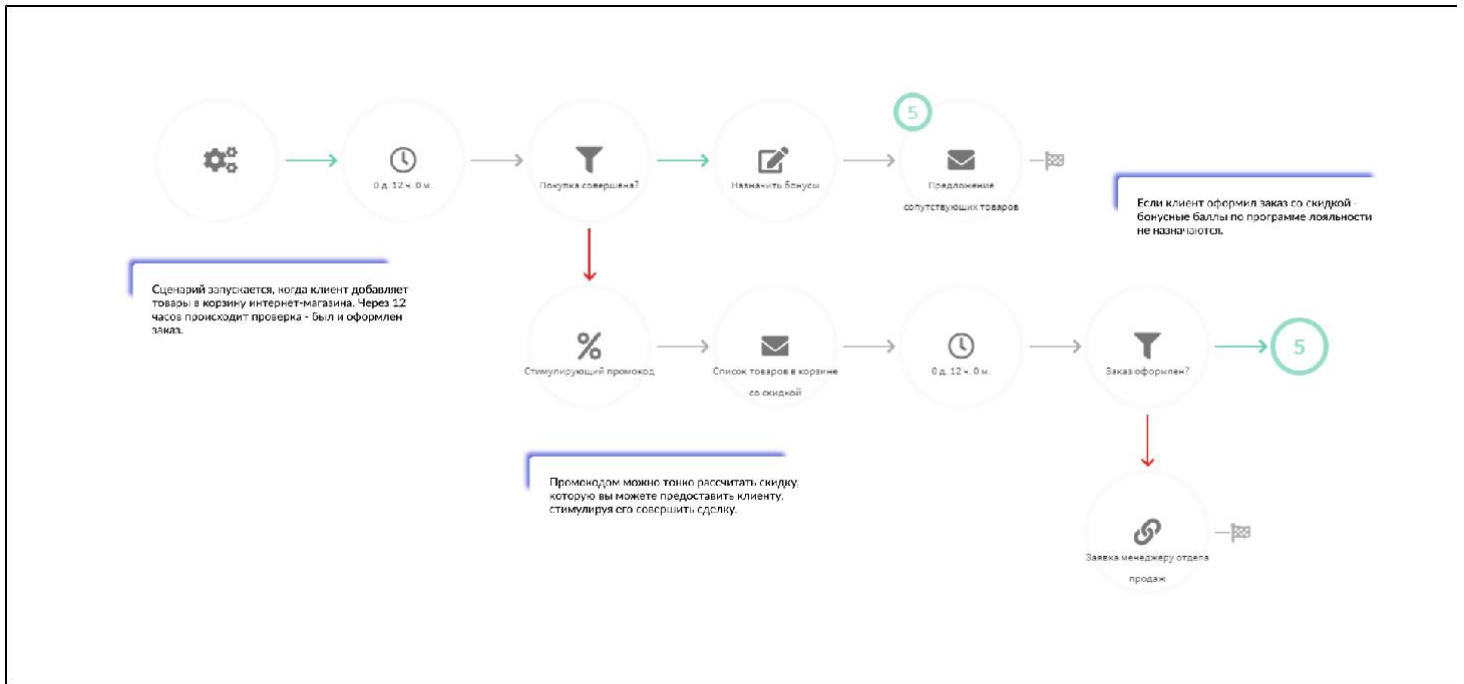 5
0 д. 12 ч. 0 м.
Покупка совершена?
Назначить бонусы
Предложение
сопутствующих товаров
Если клиент оформил заказ со скидкой -
бонусные баллы по программе лояльности
не назначаются.
Сценарий запускается, когда клиент добавляет
товары в корзину интернет-магазина. Через 12
часов происходит проверка - был и оформлен
заказ.
Стимулирующий промокод
Список товаров в корзине
со скидкой
0 д. 12 ч. 0 м.
Заказ оформлен?
5
Промокодом можно тонко рассчитать скидку,
которую вы можете предоставить клиенту,
стимулируя его совершить сделку.
Заявка менеджеру отдела
продаж